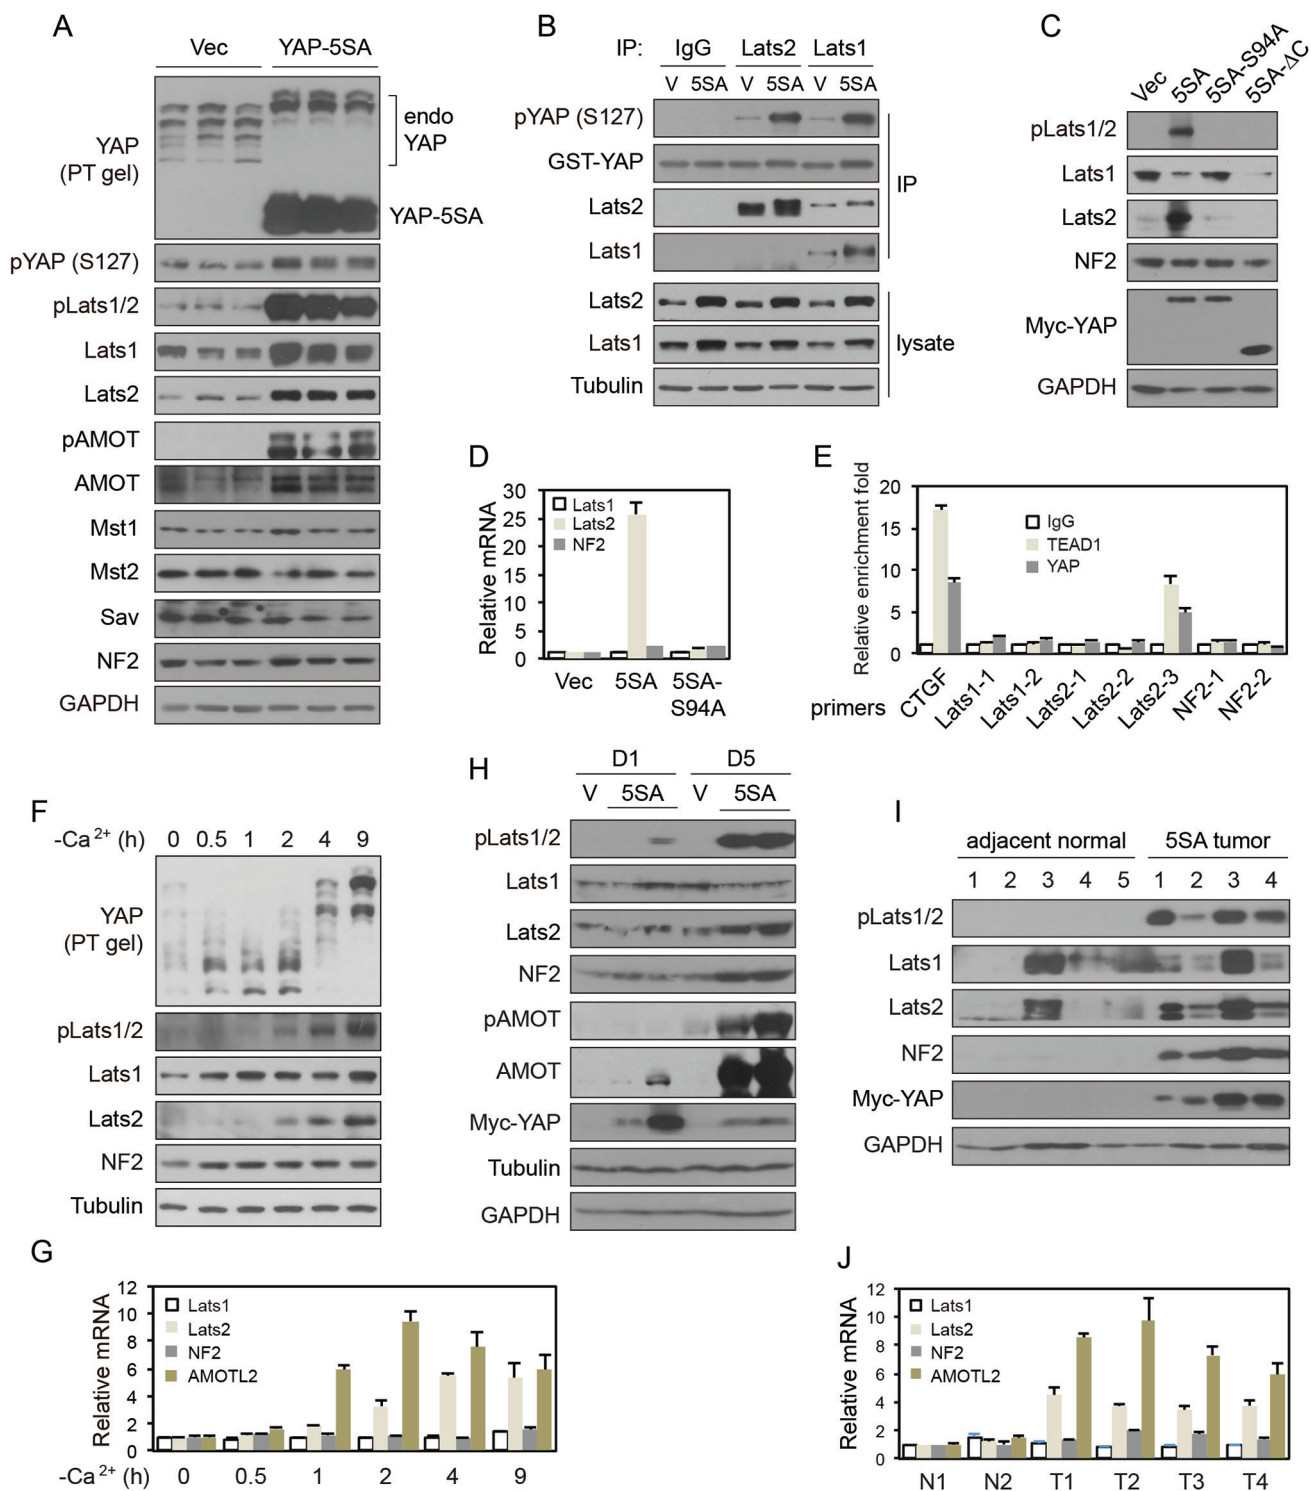 A
Vec YAP-5SA
YAP
(PT gel)
endo
YAP
YAP-5SA
pYAP (S127)
pLats1/2
Lats1
Lats2
pAMOT
AMOT
Mst1
Mst2
Sav
NF2
GAPDH
B
IP: IgG Lats2 Lats1
V 5SA V 5SA V 5SA
pYAP (S127)
GST-YAP
Lats2
Lats1
IP
Lats2
Lats1
Tubulin
lysate
C
Vec 5SA 5SA-S94A 5SA-ΔC
pLats1/2
Lats1
Lats2
NF2
Myc-YAP
GAPDH
D
Relative mRNA
30
25
20
15
10
5
0
Lats1
Lats2
NF2
Vec 5SA 5SA-
S94A
E
Relative enrichment fold
20
15
10
5
0
IgG
TEAD1
YAP
primers CTGF Lats1-1 Lats1-2 Lats2-1 Lats2-2 Lats2-3 NF2-1 NF2-2
F
-Ca2+ (h) 0 0.5 1 2 4 9
YAP
(PT gel)
pLats1/2
Lats1
Lats2
NF2
Tubulin
G
Relative mRNA
12
10
8
6
4
2
0
Lats1
Lats2
NF2
AMOTL2
-Ca2+ (h) 0 0.5 1 2 4 9
H
D1 D5
V 5SA V 5SA
pLats1/2
Lats1
Lats2
NF2
pAMOT
AMOT
Myc-YAP
Tubulin
GAPDH
I
adjacent normal 5SA tumor
1 2 3 4 5 1 2 3 4
pLats1/2
Lats1
Lats2
NF2
Myc-YAP
GAPDH
J
Relative mRNA
12
10
8
6
4
2
0
Lats1
Lats2
NF2
AMOTL2
N1 N2 T1 T2 T3 T4